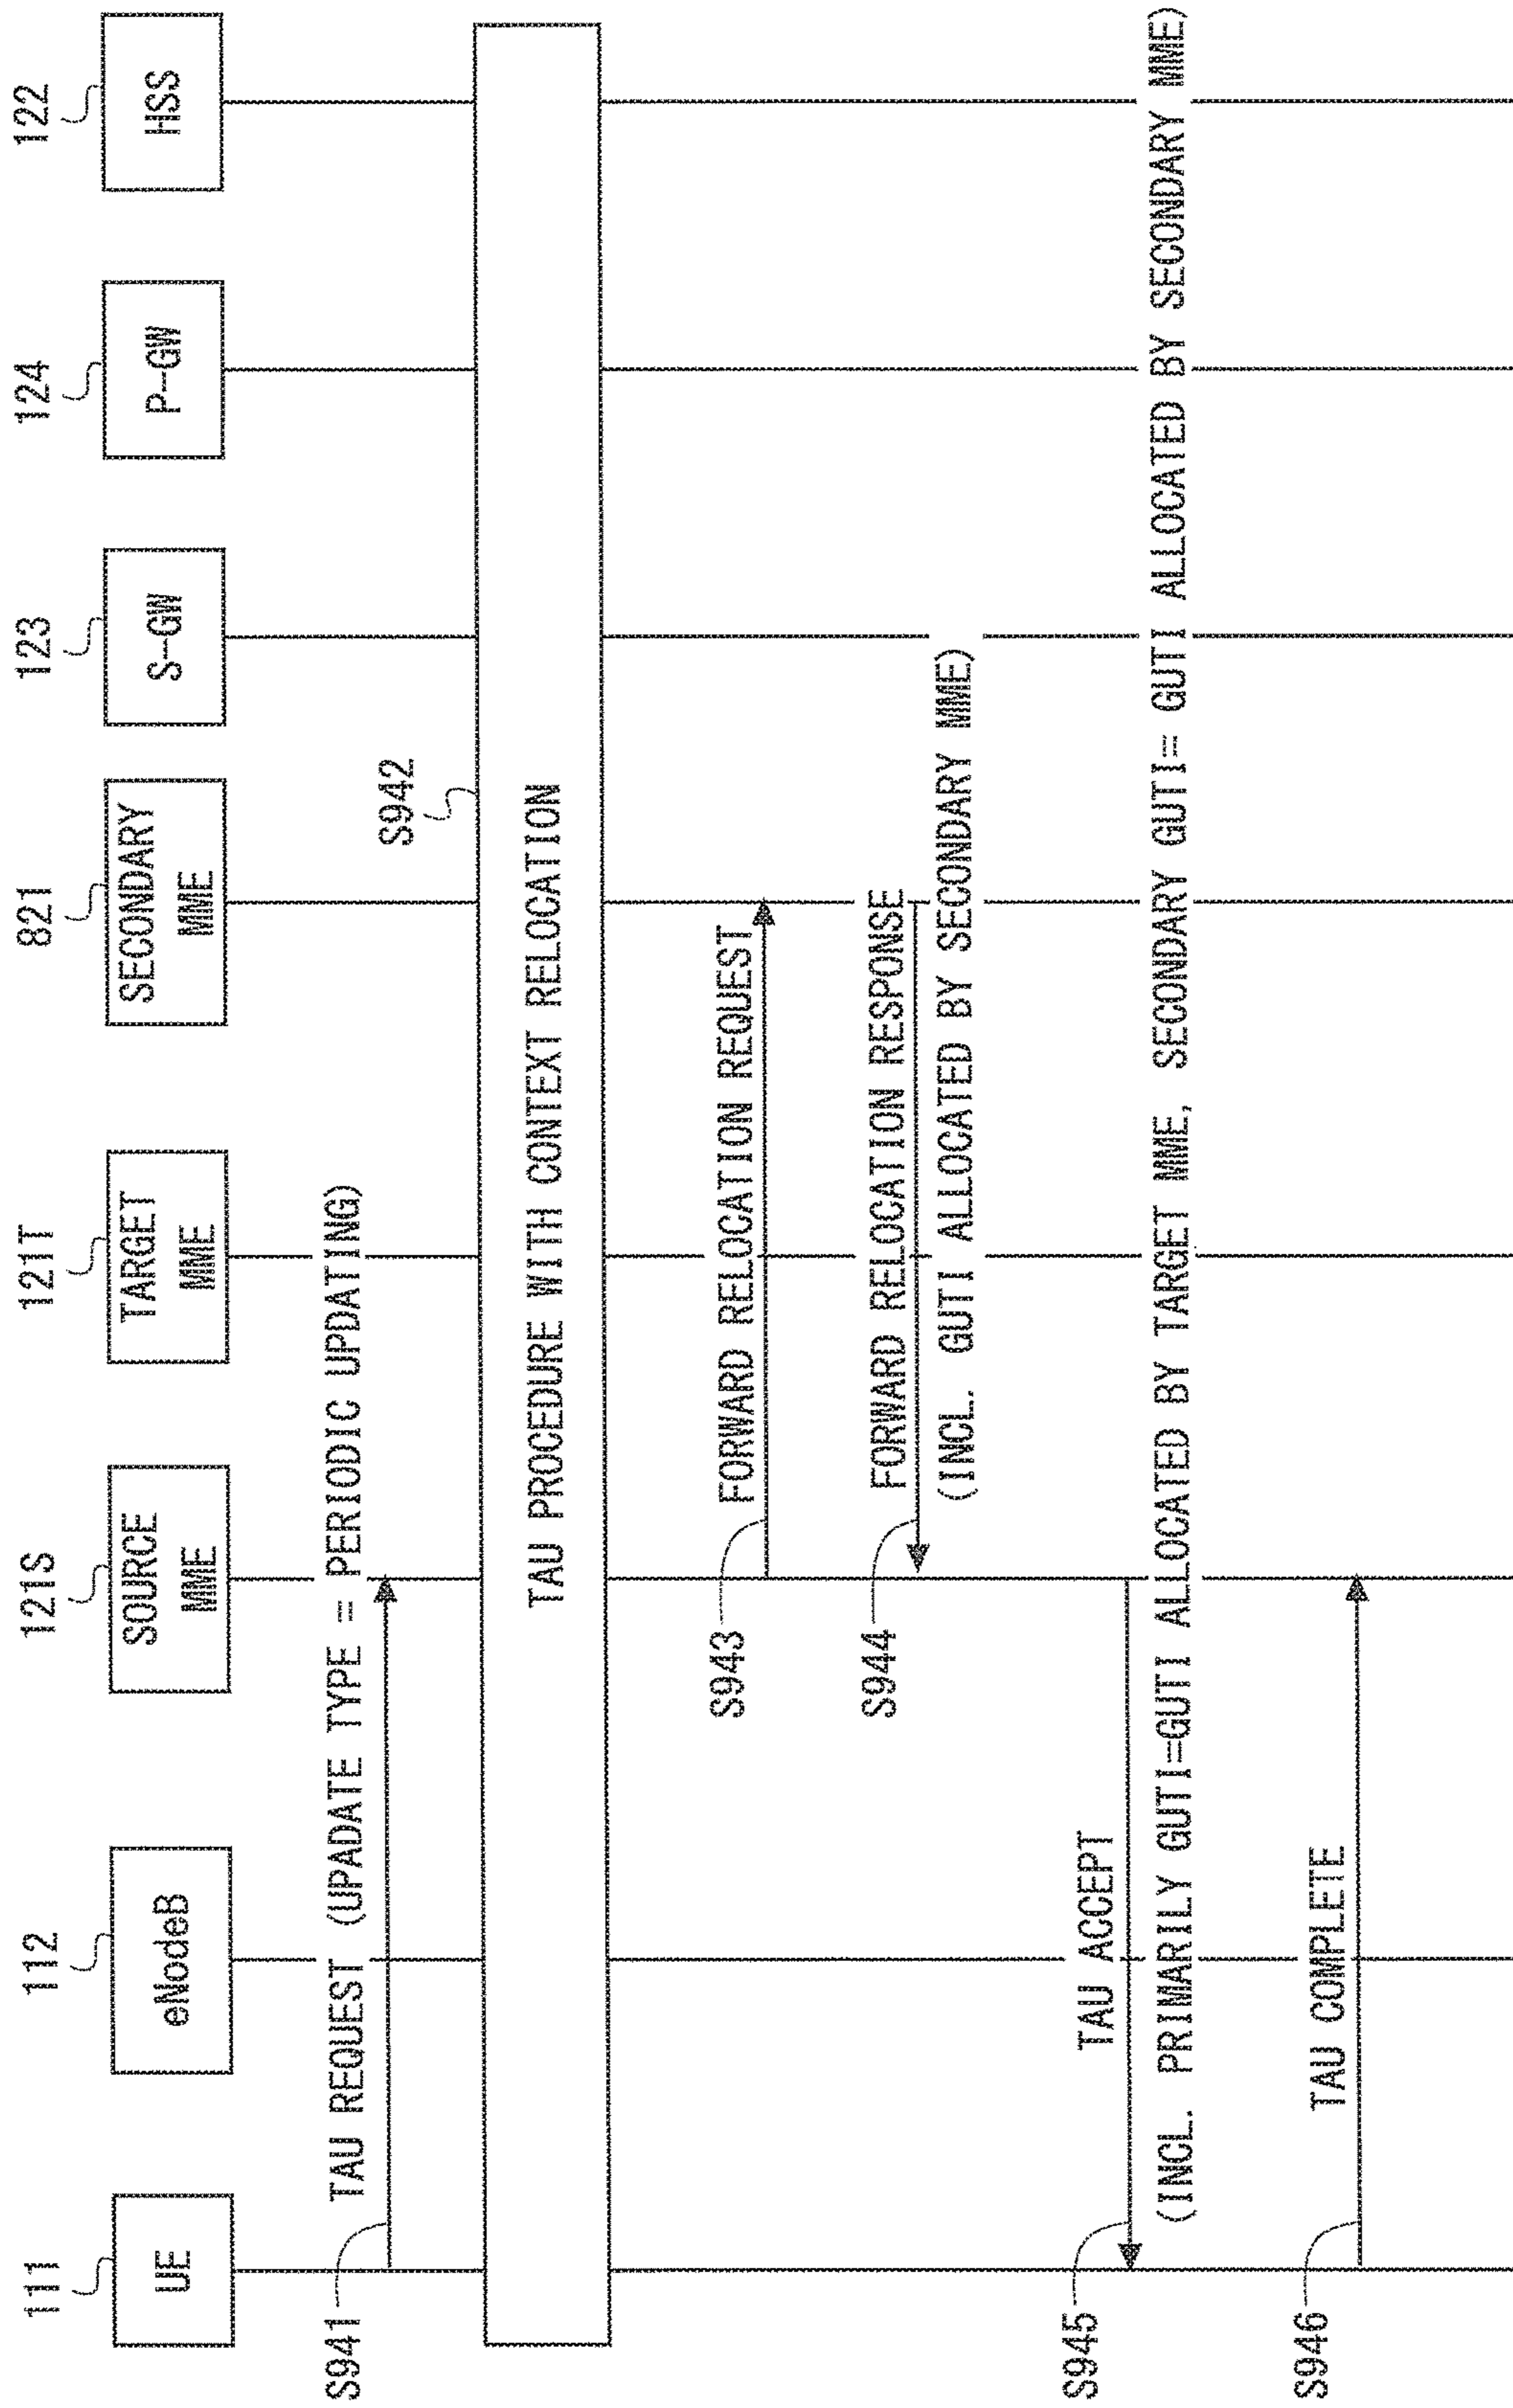 111
112
121S
121T
821
123
124
122
UE
eNodeB
SOURCE
MME
TARGET
MME
SECONDARY
MME
S-GW
P-GW
HSS
S941
TAU REQUEST (UPADATE TYPE = PERIODIC UPDATING)
S942
TAU PROCEDURE WITH CONTEXT RELOCATION
S943
FORWARD RELOCATION REQUEST
S944
FORWARD RELOCATION RESPONSE
(INCL. GUTI ALLOCATED BY SECONDARY MME)
S945
TAU ACCEPT
(INCL. PRIMARILY GUTI=GUTI ALLOCATED BY TARGET MME, SECONDARY GUTI= GUTI ALLOCATED BY SECONDARY MME)
S946
TAU COMPLETE